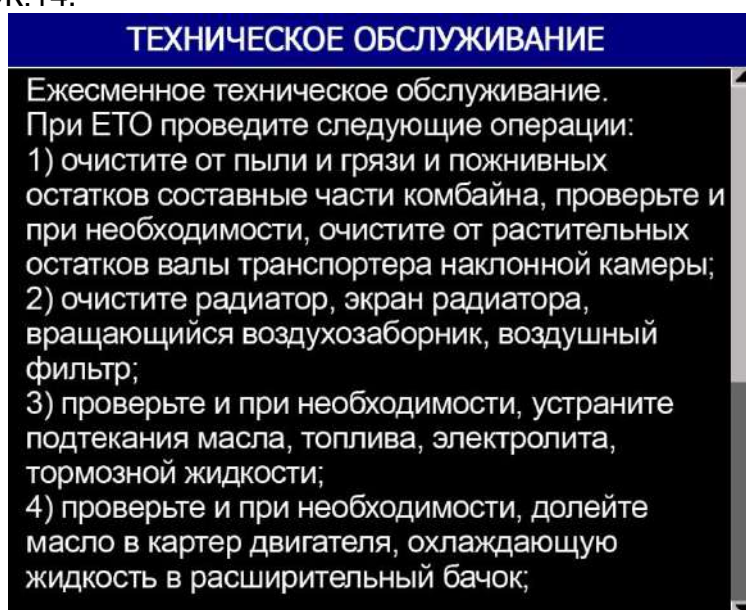 ТЕХНИЧЕСКОЕ ОБСЛУЖИВАНИЕ
Ежесменное техническое обслуживание.
При ЕТО проведите следующие операции:
1) очистите от пыли и грязи и пожнивных
остатков составные части комбайна, проверьте и
при необходимости, очистите от растительных
остатков валы транспортера наклонной камеры;
2) очистите радиатор, экран радиатора,
вращающийся воздухозаборник, воздушный
фильтр;
3) проверьте и при необходимости, устраните
подтекания масла, топлива, электролита,
тормозной жидкости;
4) проверьте и при необходимости, долейте
масло в картер двигателя, охлаждающую
жидкость в расширительный бачок;